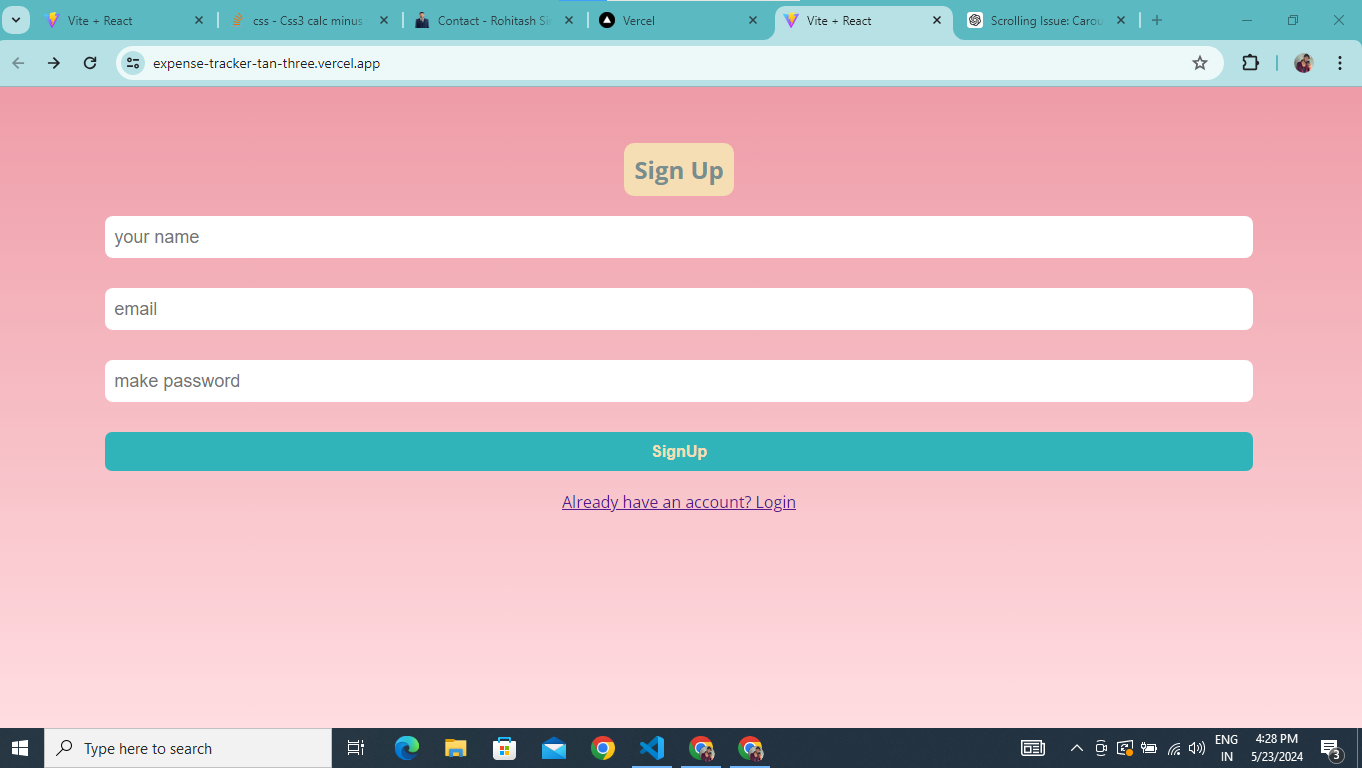 Vite + React
css - Css3 calc minus
Contact - Rohitash Sin
Vercel
Vite + React
Scrolling Issue: Carou
expense-tracker-tan-three.vercel.app
Sign Up
your name
email
make password
SignUp
Already have an account? Login
Type here to search
ENG
IN
4:28 PM
5/23/2024
3